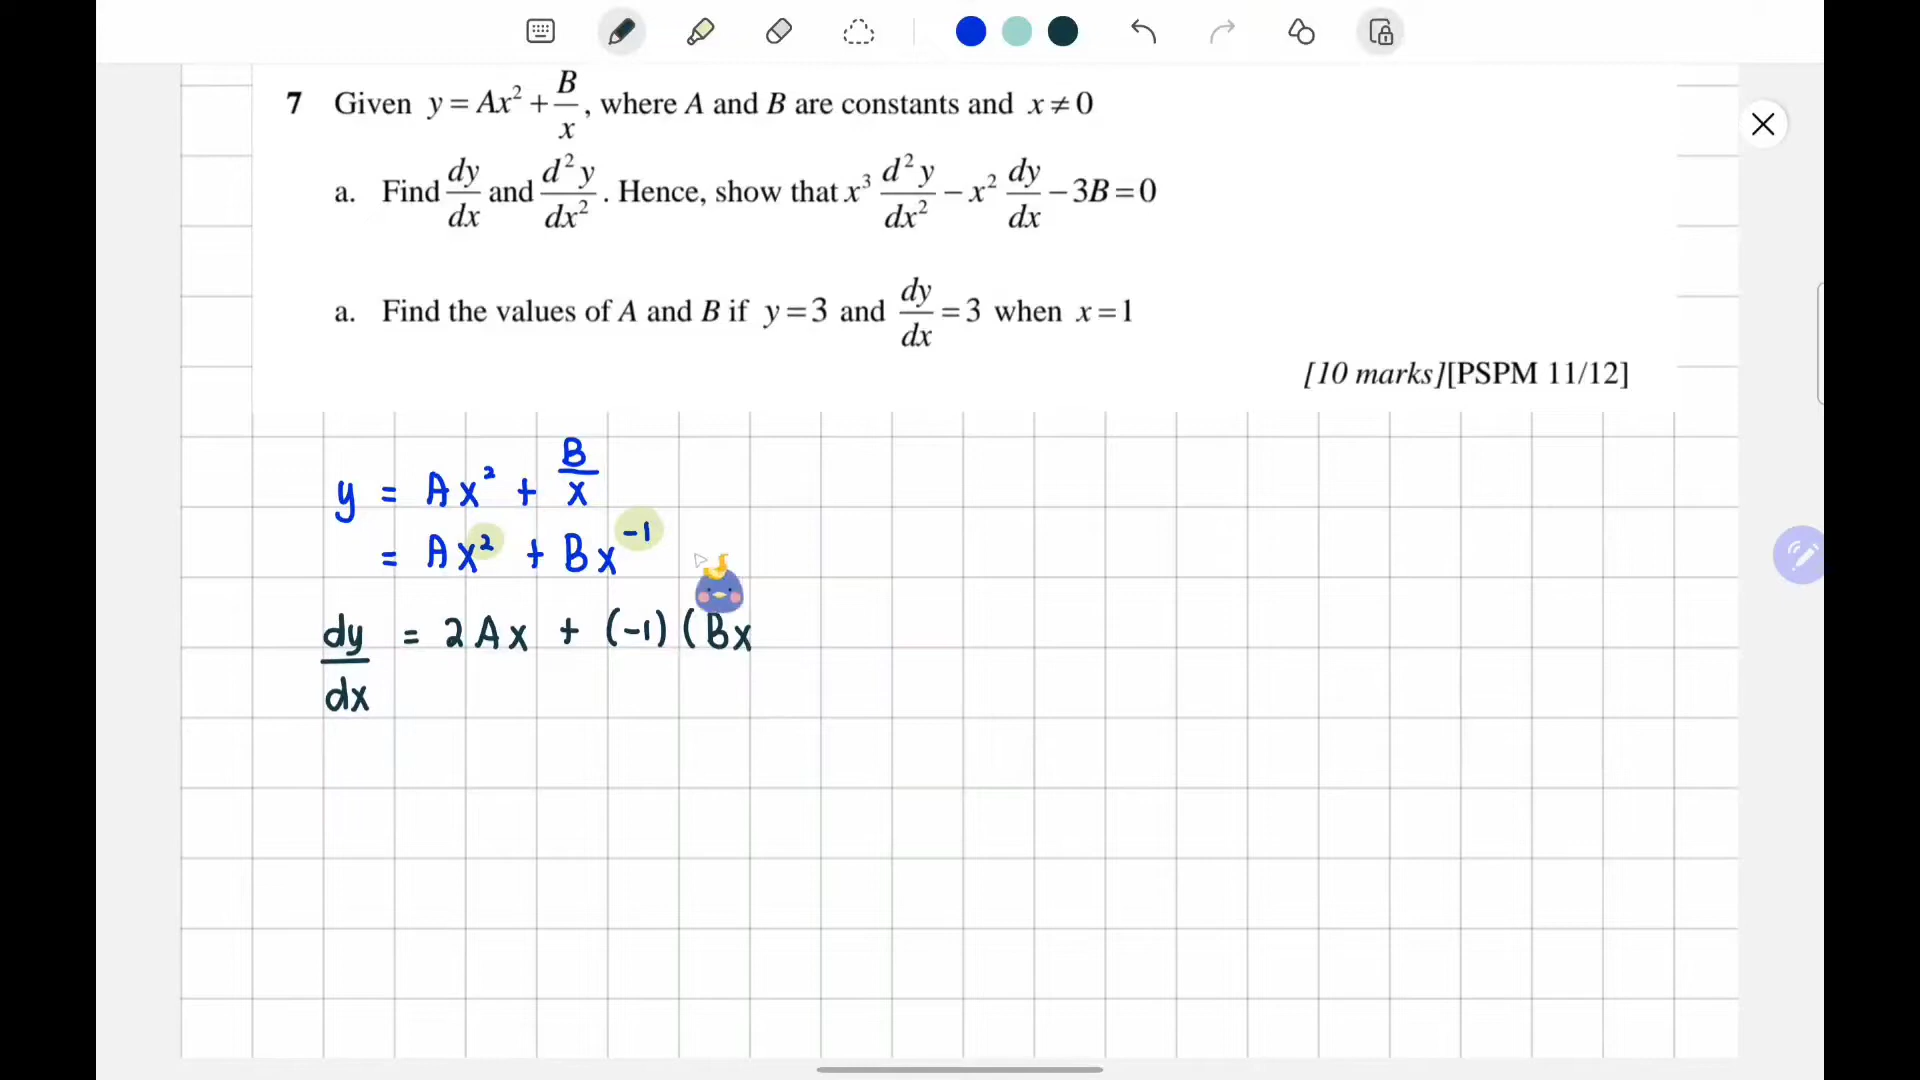 7 Given y = Ax² + B/x, where A and B are constants and x ≠ 0
a. Find dy/dx and d²y/dx². Hence, show that x³ d²y/dx² − x² dy/dx − 3B = 0
a. Find the values of A and B if y = 3 and dy/dx = 3 when x = 1
[10 marks][PSPM 11/12]
y = Ax² + B/x
= Ax² + Bx⁻¹
dy/dx = 2Ax + (-1)(Bx